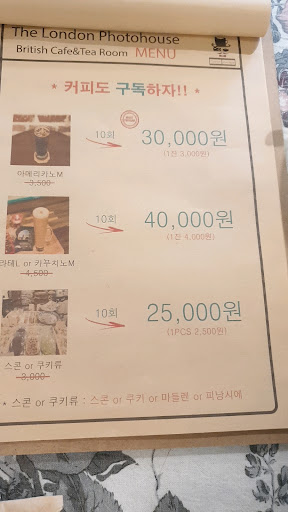 The London Photohouse
British Cafe&Tea Room MENU
* 커피도 구독하자!! *
10회
30,000원
(1잔 3,000원)
아메리카노M
3,500
10회
40,000원
(1잔 4,000원)
라떼L or 카푸치노M
4,500
10회
25,000원
(1PCS 2,500원)
스콘 or 쿠키류
3,000
* 스콘 or 쿠키류 : 스콘 or 쿠키 or 마들렌 or 피낭시에